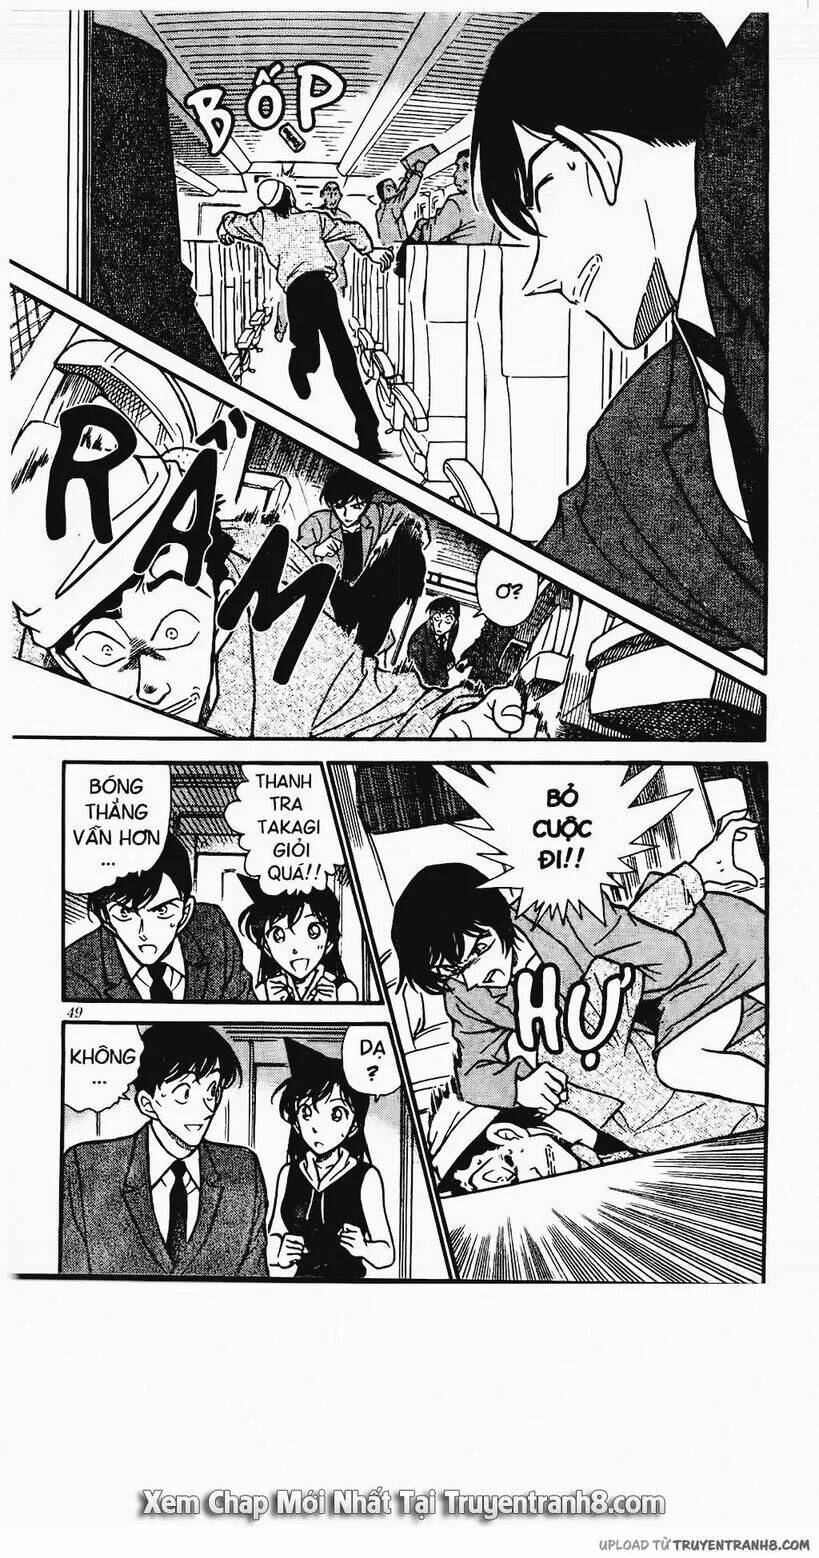 BỐP
RẦM
Ơ?
BỎ
CUỘC
ĐI!!
HỰ
THANH
TRA
TAKAGI
GIỎI
QUÁ!!
BÓNG
THẲNG
VẪN HƠN
...
49
DẠ
?
KHÔNG
...
Xem Chap Mới Nhất Tại Truyentranh8.com
UPLOAD TỪ TRUYENTRANH8.COM